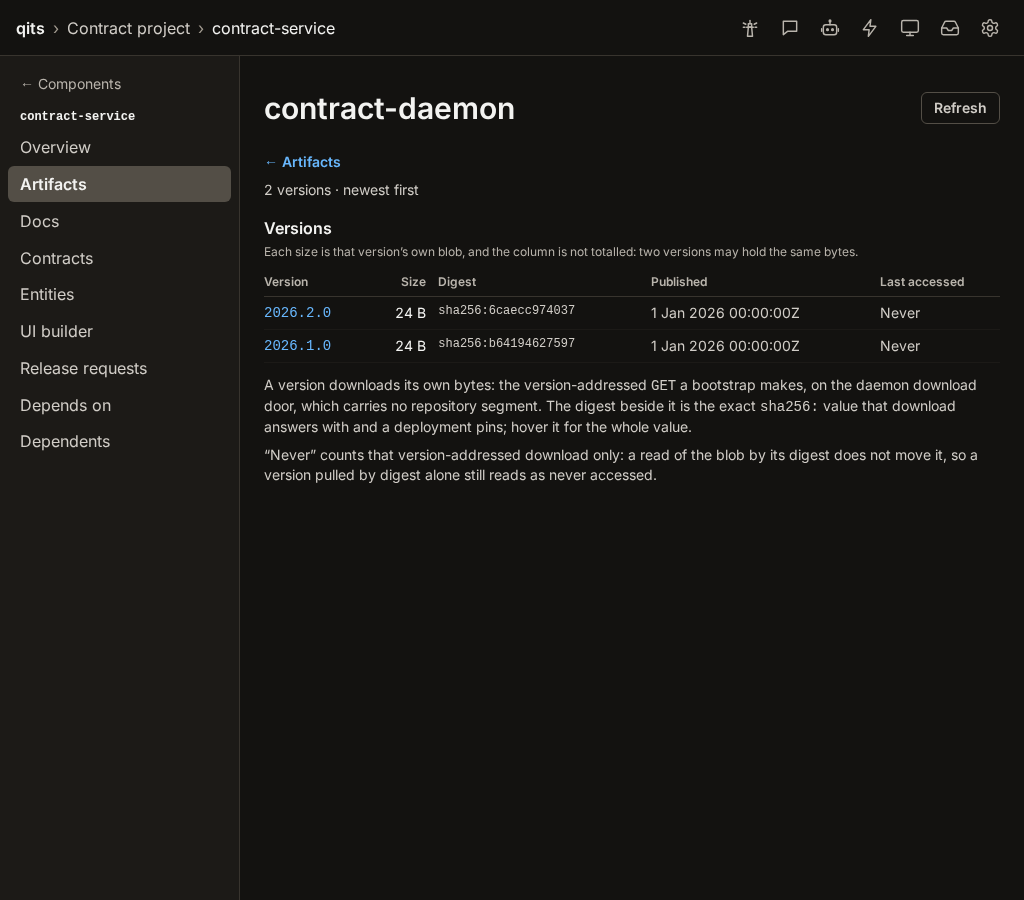 qits › Contract project › contract-service
← Components
contract-service
Overview
Artifacts
Docs
Contracts
Entities
UI builder
Release requests
Depends on
Dependents
contract-daemon
Refresh
← Artifacts
2 versions · newest first
Versions
Each size is that version’s own blob, and the column is not totalled: two versions may hold the same bytes.
Version Size Digest Published Last accessed
2026.2.0 24 B sha256:6caecc974037 1 Jan 2026 00:00:00Z Never
2026.1.0 24 B sha256:b64194627597 1 Jan 2026 00:00:00Z Never
A version downloads its own bytes: the version-addressed GET a bootstrap makes, on the daemon download
door, which carries no repository segment. The digest beside it is the exact sha256: value that download
answers with and a deployment pins; hover it for the whole value.
“Never” counts that version-addressed download only: a read of the blob by its digest does not move it, so a
version pulled by digest alone still reads as never accessed.